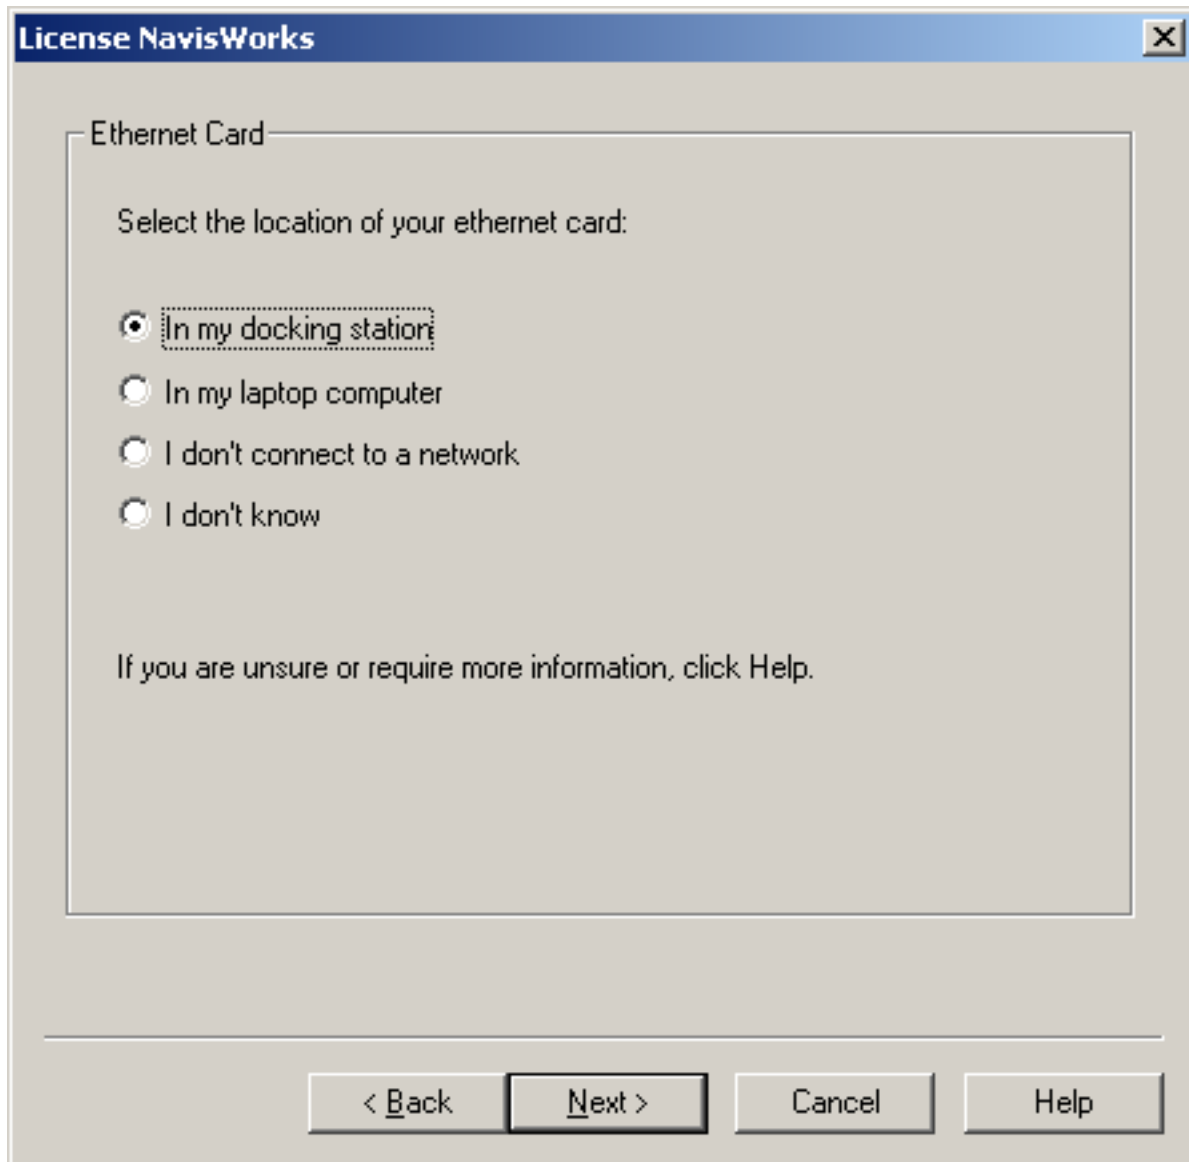 License NavisWorks
Ethernet Card
Select the location of your ethernet card:
In my docking station
In my laptop computer
I don't connect to a network
I don't know
If you are unsure or require more information, click Help.
< Back
Next >
Cancel
Help